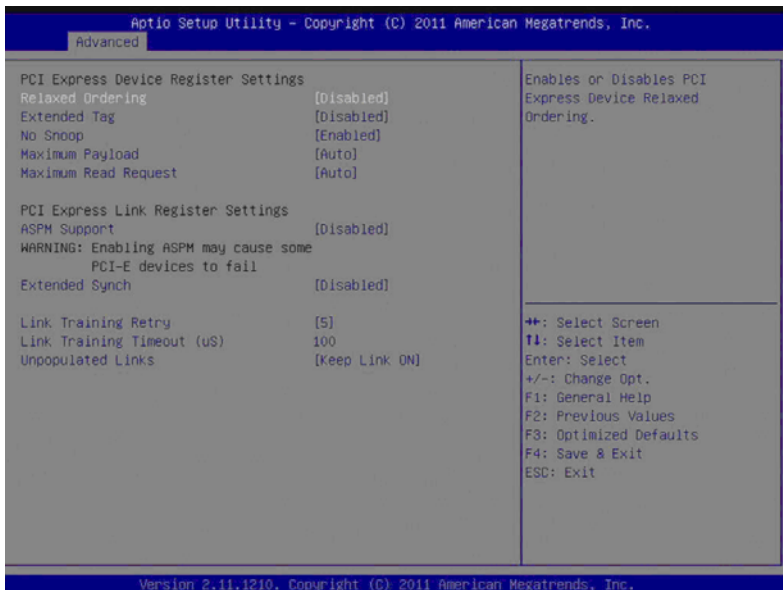 Aptio Setup Utility – Copyright (C) 2011 American Megatrends, Inc.
Advanced
PCI Express Device Register Settings
Relaxed Ordering [Disabled]
Extended Tag [Disabled]
No Snoop [Enabled]
Maximum Payload [Auto]
Maximum Read Request [Auto]
PCI Express Link Register Settings
ASPM Support [Disabled]
WARNING: Enabling ASPM may cause some
PCI-E devices to fail
Extended Synch [Disabled]
Link Training Retry [5]
Link Training Timeout (uS) 100
Unpopulated Links [Keep Link ON]
Enables or Disables PCI
Express Device Relaxed
Ordering.
→←: Select Screen
↑↓: Select Item
Enter: Select
+/-: Change Opt.
F1: General Help
F2: Previous Values
F3: Optimized Defaults
F4: Save & Exit
ESC: Exit
Version 2.11.1210. Copyright (C) 2011 American Megatrends, Inc.